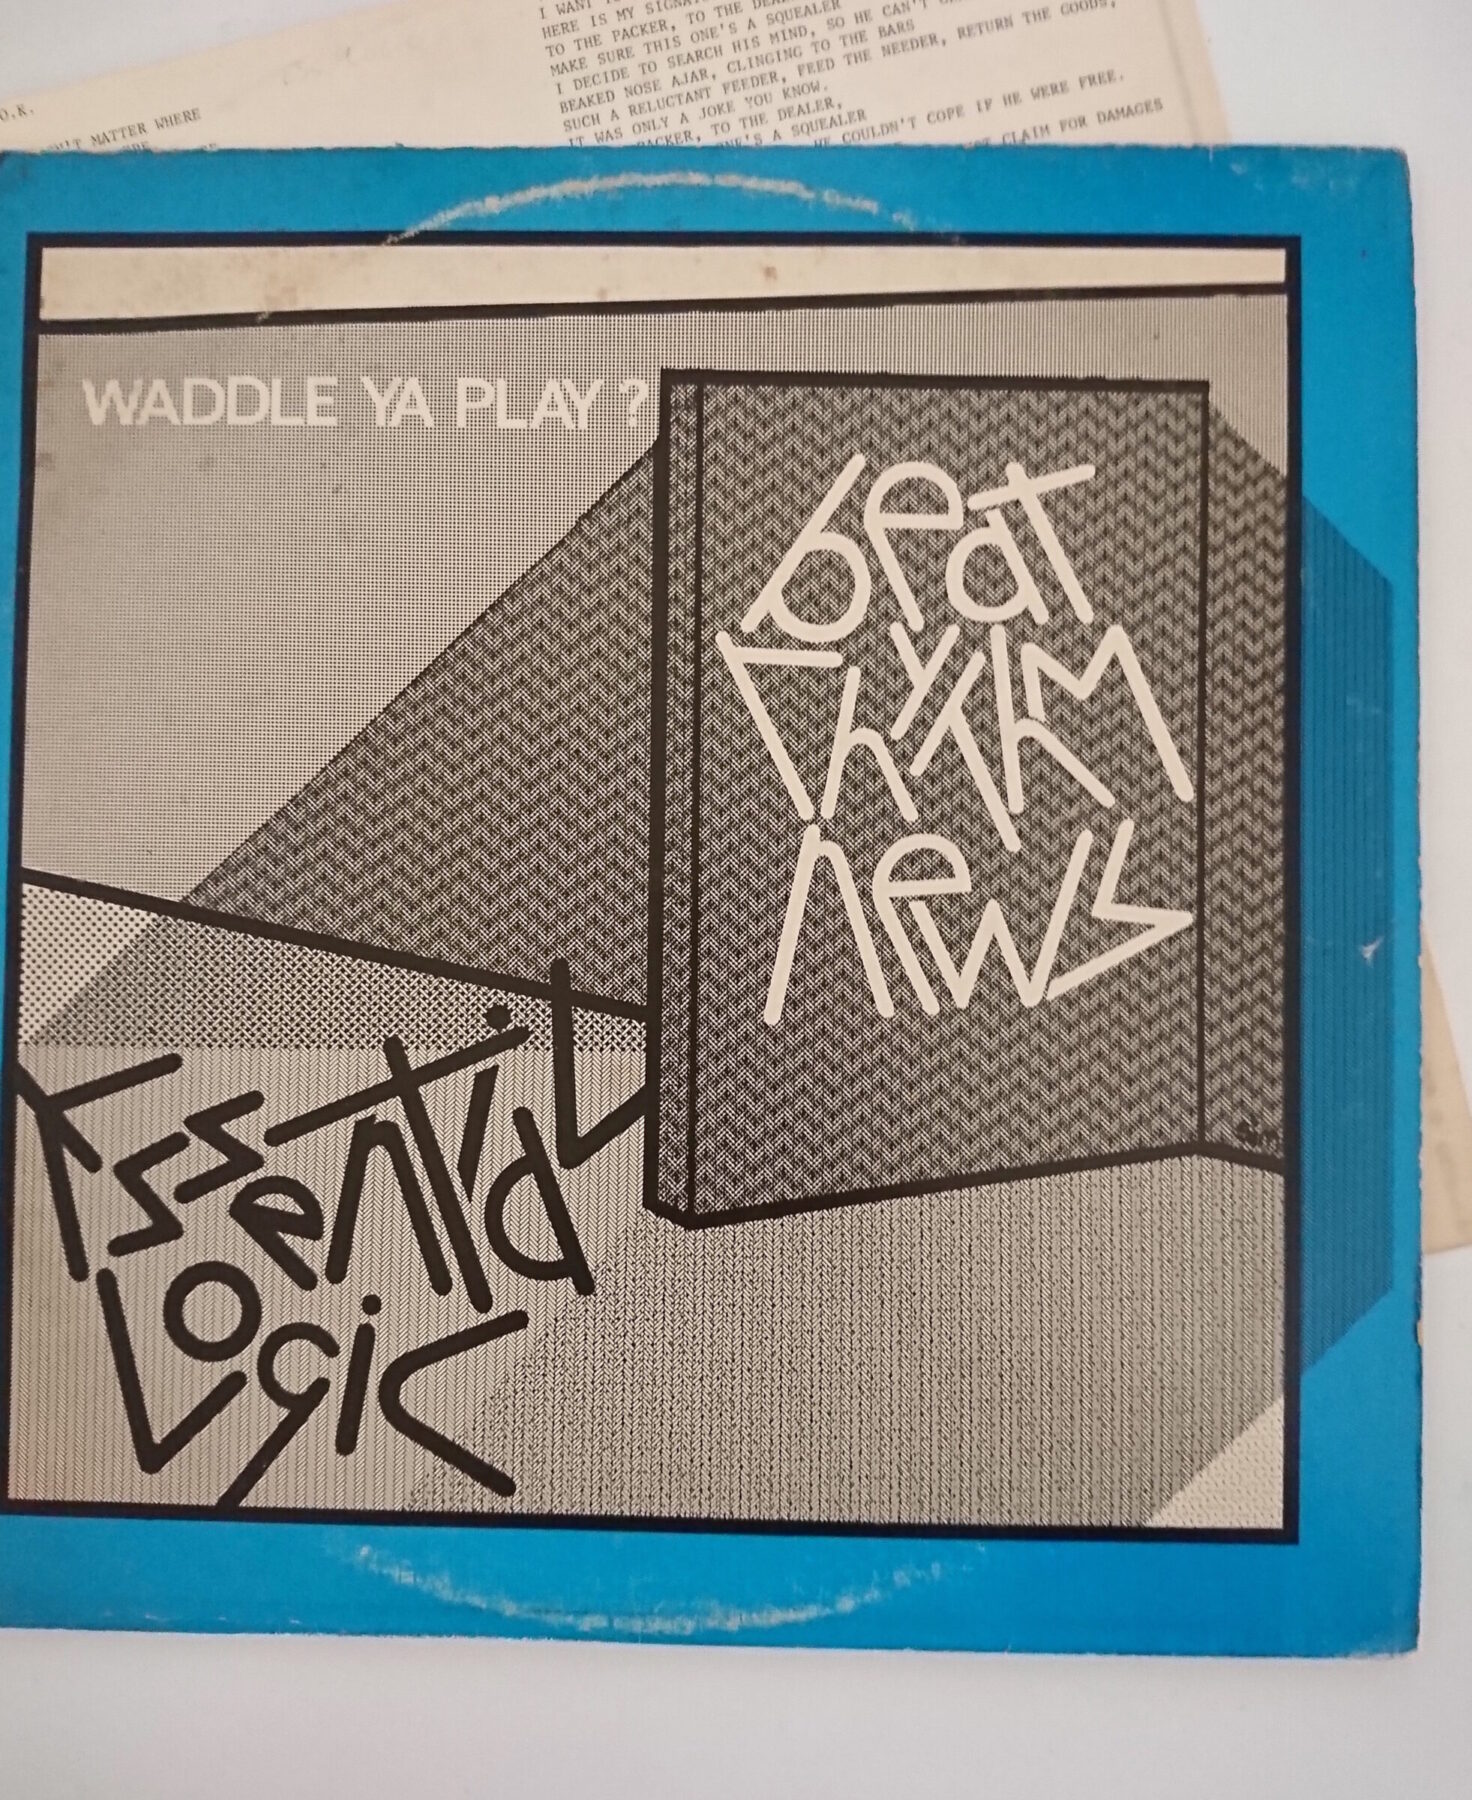 I WANT
HERE IS MY
TO THE PACKER, TO THE
MAKE SURE THIS ONE'S A SQUEALER
I DECIDE TO SEARCH HIS MIND, SO HE CAN'T
BEAKED NOSE AJAR, CLINGING TO THE BARS
SUCH A RELUCTANT FEEDER, FEED THE NEEDER, RETURN THE GOODS,
IT WAS ONLY A JOKE YOU KNOW.
PACKER, TO THE DEALER,
ONE'S A SQUEALER
HE COULDN'T COPE IF HE WERE FREE.
CLAIM FOR DAMAGES
O.K.
MATTER WHERE
WADDLE YA PLAY ?
beat
rhythm
news
Essential
Logic